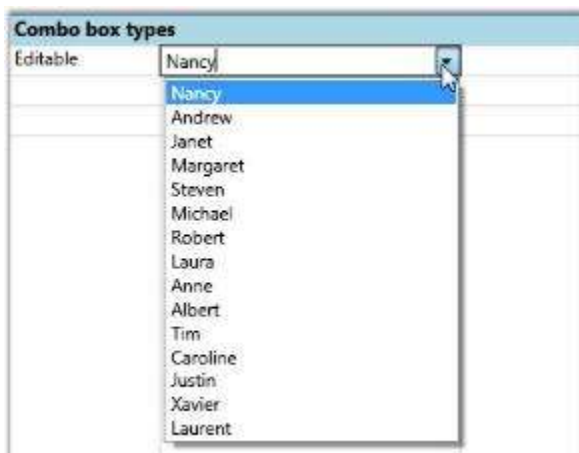 Combo box types
Editable Nancy
Nancy
Andrew
Janet
Margaret
Steven
Michael
Robert
Laura
Anne
Albert
Tim
Caroline
Justin
Xavier
Laurent